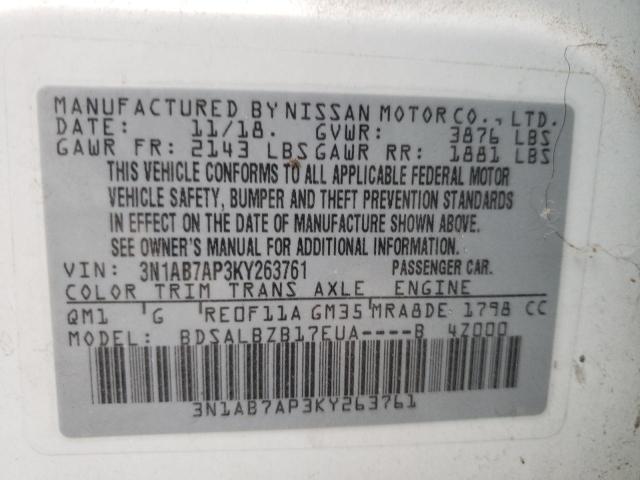 MANUFACTURED BY NISSAN MOTOR CO., LTD.
DATE: 11/18. GVWR: 3876 LBS
GAWR FR: 2143 LBS GAWR RR: 1881 LBS
THIS VEHICLE CONFORMS TO ALL APPLICABLE FEDERAL MOTOR
VEHICLE SAFETY, BUMPER AND THEFT PREVENTION STANDARDS
IN EFFECT ON THE DATE OF MANUFACTURE SHOWN ABOVE.
SEE OWNER'S MANUAL FOR ADDITIONAL INFORMATION.
VIN: 3N1AB7AP3KY263761 PASSENGER CAR.
COLOR TRIM TRANS AXLE ENGINE
QM1 G RE0F11A GM35 MRA8DE 1798 CC
MODEL: BDSALBZB17EUA----B 4Z000
3N1AB7AP3KY263761